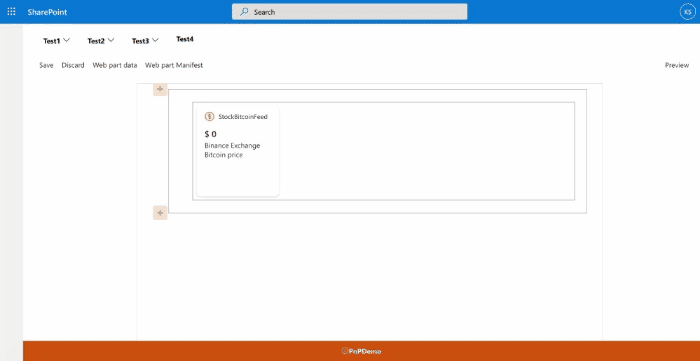 SharePoint
Search
KS
Test1
Test2
Test3
Test4
Save
Discard
Web part data
Web part Manifest
Preview
StockBitcoinFeed
$ 0
Binance Exchange
Bitcoin price
PnPDemo